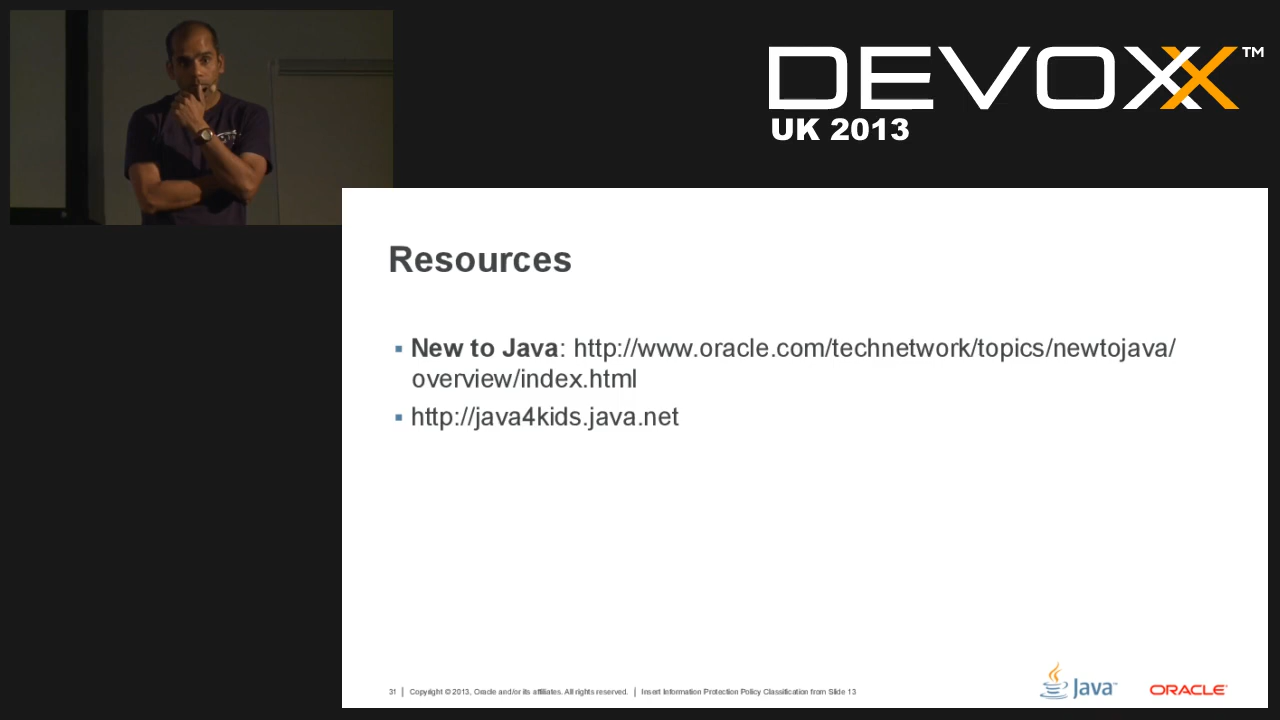 DEVOXX™
UK 2013
Resources
▪ New to Java: http://www.oracle.com/technetwork/topics/newtojava/
overview/index.html
▪ http://java4kids.java.net
31 | Copyright © 2013, Oracle and/or its affiliates. All rights reserved. | Insert Information Protection Policy Classification from Slide 13
Java™
ORACLE